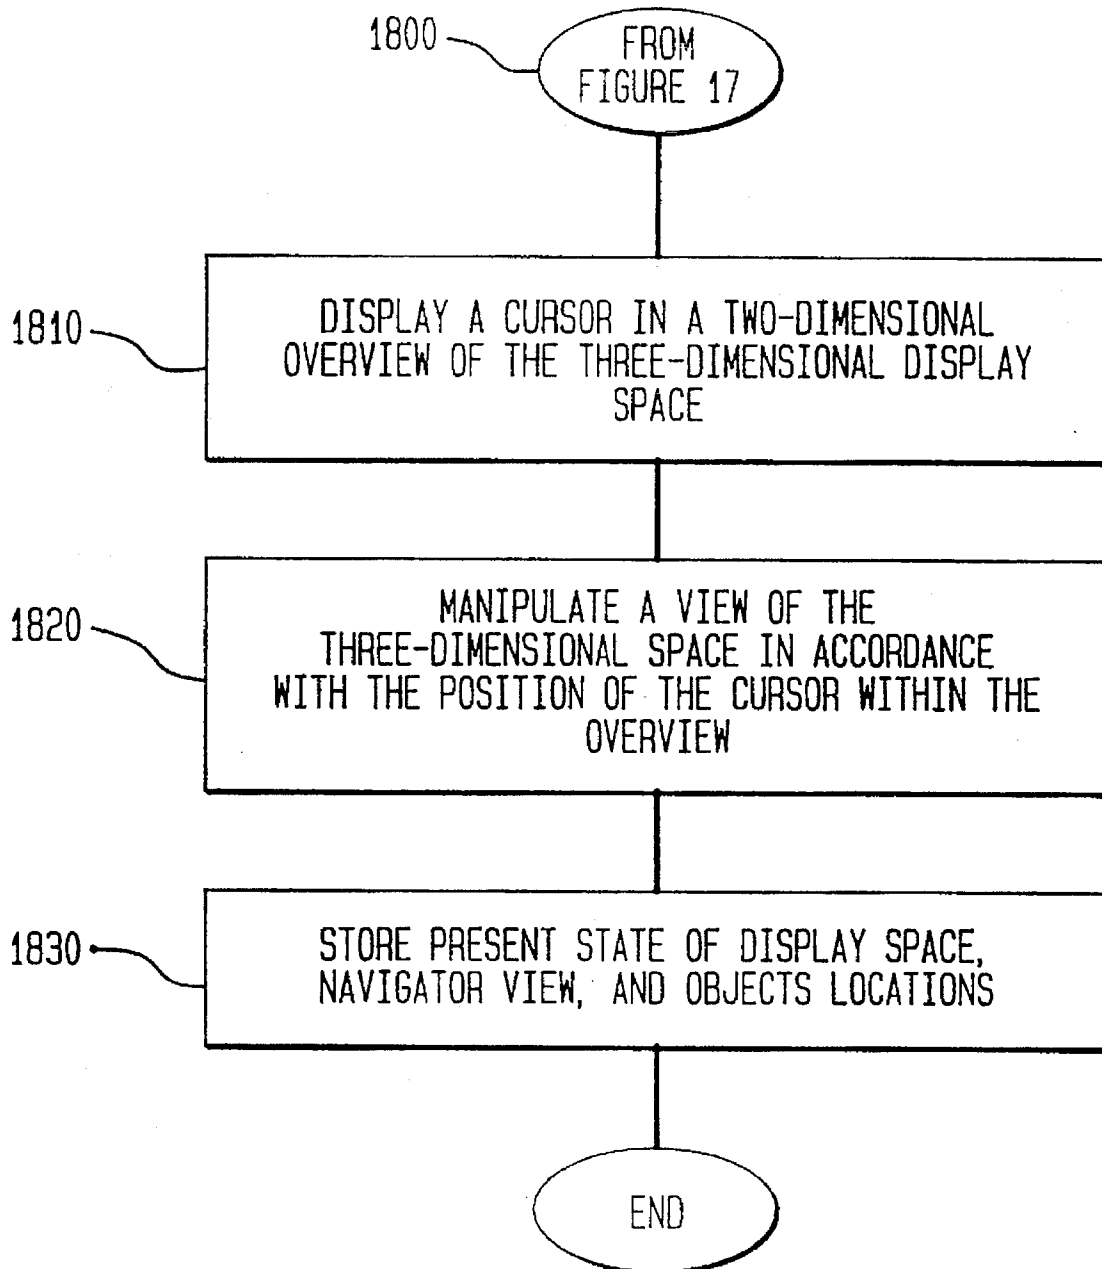 1800
FROM
FIGURE 17
1810
DISPLAY A CURSOR IN A TWO-DIMENSIONAL
OVERVIEW OF THE THREE-DIMENSIONAL DISPLAY
SPACE
1820
MANIPULATE A VIEW OF THE
THREE-DIMENSIONAL SPACE IN ACCORDANCE
WITH THE POSITION OF THE CURSOR WITHIN THE
OVERVIEW
1830
STORE PRESENT STATE OF DISPLAY SPACE,
NAVIGATOR VIEW, AND OBJECTS LOCATIONS
END